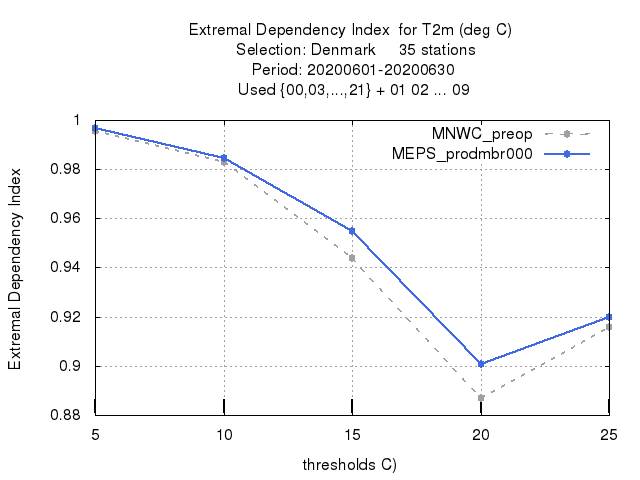 Extremal Dependency Index  for T2m (deg C)
Selection: Denmark     35 stations
Period: 20200601-20200630
Used {00,03,...,21} + 01 02 ... 09
MNWC_preop
MEPS_prodmbr000
Extremal Dependency Index
1
0.98
0.96
0.94
0.92
0.9
0.88
5 10 15 20 25
thresholds C)